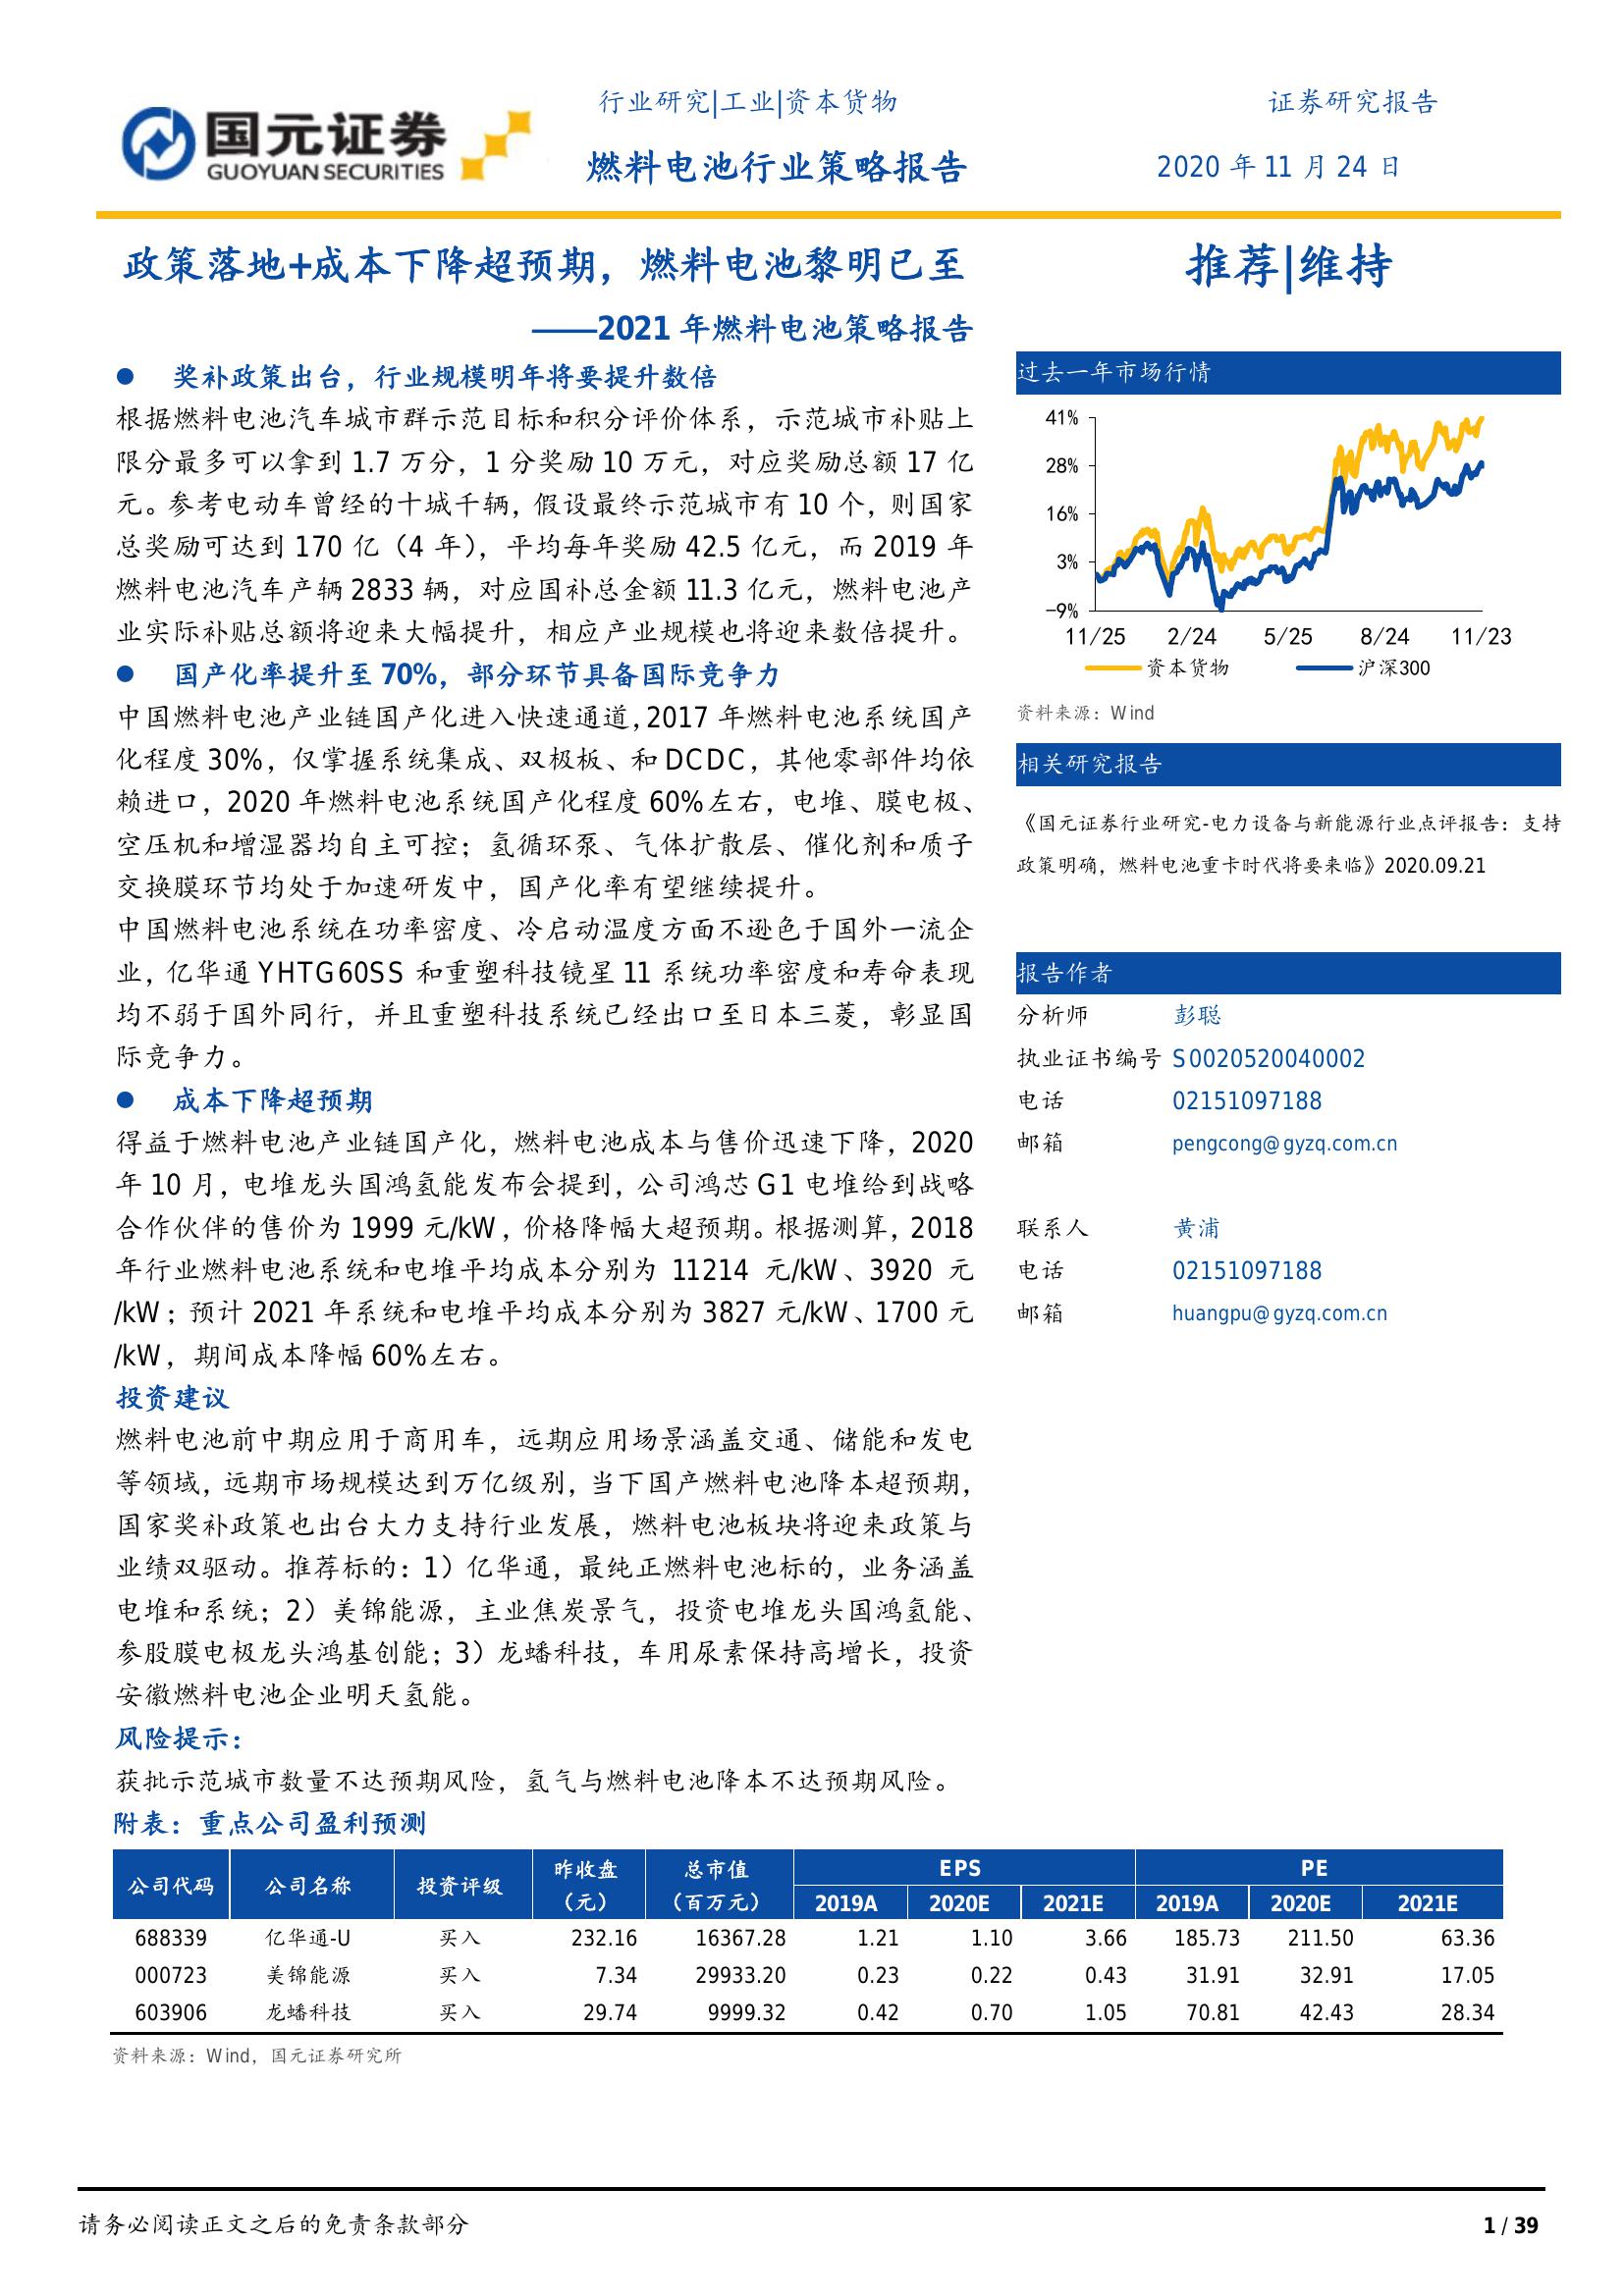 国元证券
GUOYUAN SECURITIES
行业研究|工业|资本货物
证券研究报告
燃料电池行业策略报告
2020 年 11 月 24 日
政策落地+成本下降超预期，燃料电池黎明已至
——2021 年燃料电池策略报告
● 奖补政策出台，行业规模明年将要提升数倍
根据燃料电池汽车城市群示范目标和积分评价体系，示范城市补贴上
限分最多可以拿到 1.7 万分，1 分奖励 10 万元，对应奖励总额 17 亿
元。参考电动车曾经的十城千辆，假设最终示范城市有 10 个，则国家
总奖励可达到 170 亿（4 年），平均每年奖励 42.5 亿元，而 2019 年
燃料电池汽车产辆 2833 辆，对应国补总金额 11.3 亿元，燃料电池产
业实际补贴总额将迎来大幅提升，相应产业规模也将迎来数倍提升。
● 国产化率提升至 70%，部分环节具备国际竞争力
中国燃料电池产业链国产化进入快速通道，2017 年燃料电池系统国产
化程度 30%，仅掌握系统集成、双极板、和 DCDC，其他零部件均依
赖进口，2020 年燃料电池系统国产化程度 60%左右，电堆、膜电极、
空压机和增湿器均自主可控；氢循环泵、气体扩散层、催化剂和质子
交换膜环节均处于加速研发中，国产化率有望继续提升。
中国燃料电池系统在功率密度、冷启动温度方面不逊色于国外一流企
业，亿华通 YHTG60SS 和重塑科技镜星 11 系统功率密度和寿命表现
均不弱于国外同行，并且重塑科技系统已经出口至日本三菱，彰显国
际竞争力。
● 成本下降超预期
得益于燃料电池产业链国产化，燃料电池成本与售价迅速下降，2020
年 10 月，电堆龙头国鸿氢能发布会提到，公司鸿芯 G1 电堆给到战略
合作伙伴的售价为 1999 元/kW，价格降幅大超预期。根据测算，2018
年行业燃料电池系统和电堆平均成本分别为 11214 元/kW、3920 元
/kW；预计 2021 年系统和电堆平均成本分别为 3827 元/kW、1700 元
/kW，期间成本降幅 60%左右。
投资建议
燃料电池前中期应用于商用车，远期应用场景涵盖交通、储能和发电
等领域，远期市场规模达到万亿级别，当下国产燃料电池降本超预期，
国家奖补政策也出台大力支持行业发展，燃料电池板块将迎来政策与
业绩双驱动。推荐标的：1）亿华通，最纯正燃料电池标的，业务涵盖
电堆和系统；2）美锦能源，主业焦炭景气，投资电堆龙头国鸿氢能、
参股膜电极龙头鸿基创能；3）龙蟠科技，车用尿素保持高增长，投资
安徽燃料电池企业明天氢能。
风险提示：
获批示范城市数量不达预期风险，氢气与燃料电池降本不达预期风险。
推荐|维持
过去一年市场行情
41%
28%
16%
3%
-9%
11/25 2/24 5/25 8/24 11/23
资本货物 沪深300
资料来源：Wind
相关研究报告
《国元证券行业研究-电力设备与新能源行业点评报告：支持
政策明确，燃料电池重卡时代将要来临》2020.09.21
报告作者
分析师 彭聪
执业证书编号 S0020520040002
电话 02151097188
邮箱 pengcong@gyzq.com.cn
联系人 黄浦
电话 02151097188
邮箱 huangpu@gyzq.com.cn
附表：重点公司盈利预测
公司代码 公司名称 投资评级 昨收盘（元） 总市值（百万元） EPS PE
2019A 2020E 2021E 2019A 2020E 2021E
688339 亿华通-U 买入 232.16 16367.28 1.21 1.10 3.66 185.73 211.50 63.36
000723 美锦能源 买入 7.34 29933.20 0.23 0.22 0.43 31.91 32.91 17.05
603906 龙蟠科技 买入 29.74 9999.32 0.42 0.70 1.05 70.81 42.43 28.34
资料来源：Wind，国元证券研究所
请务必阅读正文之后的免责条款部分
1 / 39